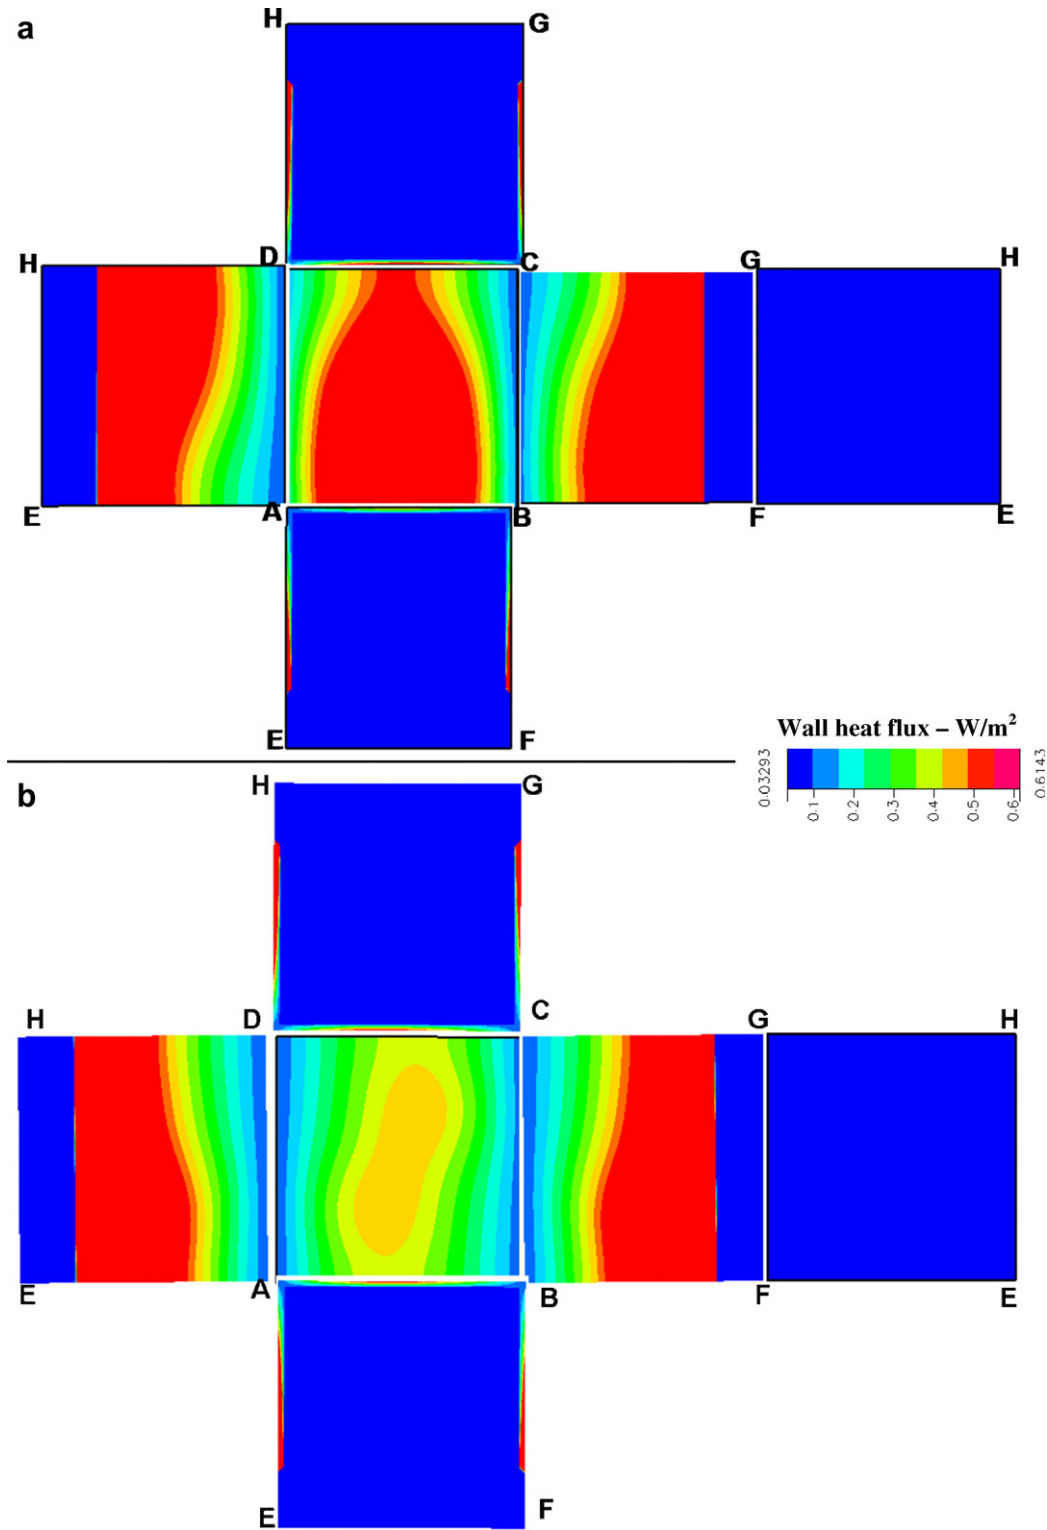 a
H G
H D C G H
E A B F E
E F
Wall heat flux – W/m²
0.03293 0.1 0.2 0.3 0.4 0.5 0.6 0.6143
b
H G
H D C G H
E A B F E
E F